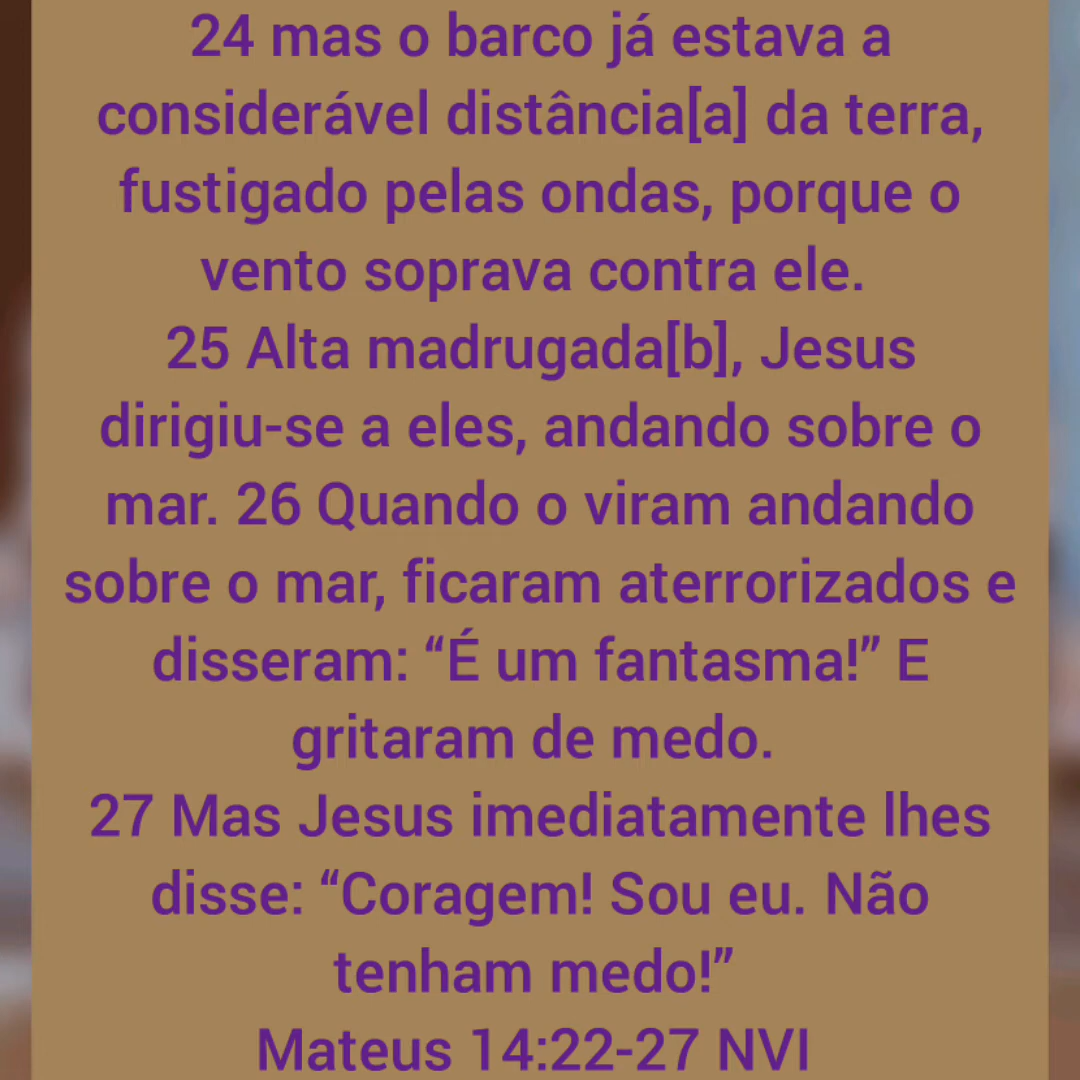 24 mas o barco já estava a
considerável distância[a] da terra,
fustigado pelas ondas, porque o
vento soprava contra ele.
25 Alta madrugada[b], Jesus
dirigiu-se a eles, andando sobre o
mar. 26 Quando o viram andando
sobre o mar, ficaram aterrorizados e
disseram: “É um fantasma!” E
gritaram de medo.
27 Mas Jesus imediatamente lhes
disse: “Coragem! Sou eu. Não
tenham medo!”
Mateus 14:22-27 NVI